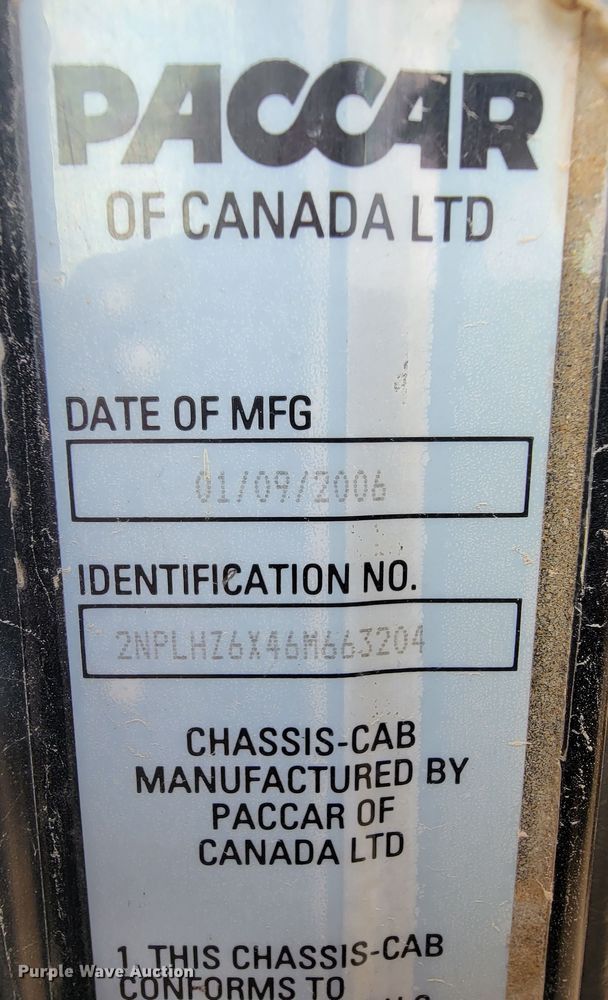 PACCAR
OF CANADA LTD
DATE OF MFG
01/09/2006
IDENTIFICATION NO.
2NPLHZ6X46M663204
CHASSIS-CAB
MANUFACTURED BY
PACCAR OF
CANADA LTD
1. THIS CHASSIS-CAB
CONFORMS TO
Purple Wave Auction